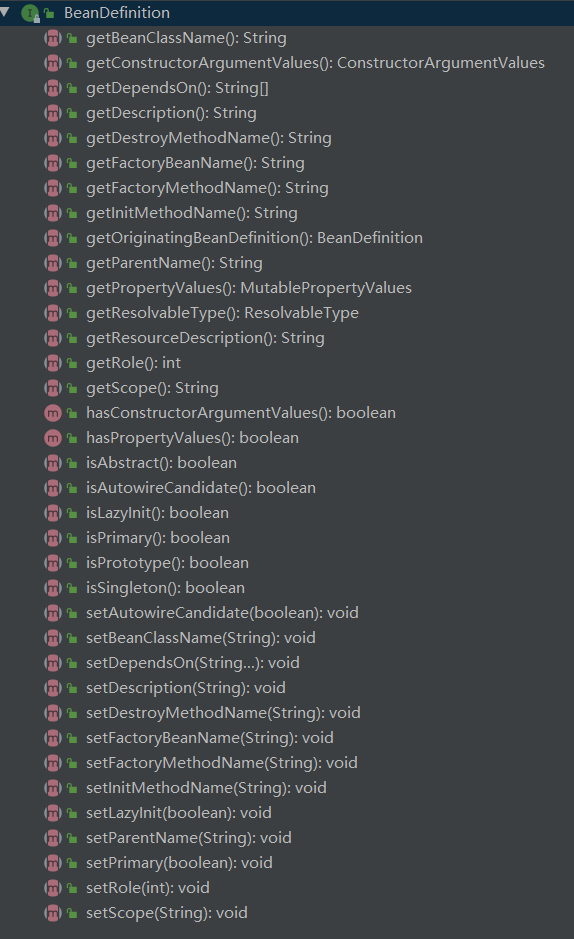 BeanDefinition
getBeanClassName(): String
getConstructorArgumentValues(): ConstructorArgumentValues
getDependsOn(): String[]
getDescription(): String
getDestroyMethodName(): String
getFactoryBeanName(): String
getFactoryMethodName(): String
getInitMethodName(): String
getOriginatingBeanDefinition(): BeanDefinition
getParentName(): String
getPropertyValues(): MutablePropertyValues
getResolvableType(): ResolvableType
getResourceDescription(): String
getRole(): int
getScope(): String
hasConstructorArgumentValues(): boolean
hasPropertyValues(): boolean
isAbstract(): boolean
isAutowireCandidate(): boolean
isLazyInit(): boolean
isPrimary(): boolean
isPrototype(): boolean
isSingleton(): boolean
setAutowireCandidate(boolean): void
setBeanClassName(String): void
setDependsOn(String...): void
setDescription(String): void
setDestroyMethodName(String): void
setFactoryBeanName(String): void
setFactoryMethodName(String): void
setInitMethodName(String): void
setLazyInit(boolean): void
setParentName(String): void
setPrimary(boolean): void
setRole(int): void
setScope(String): void